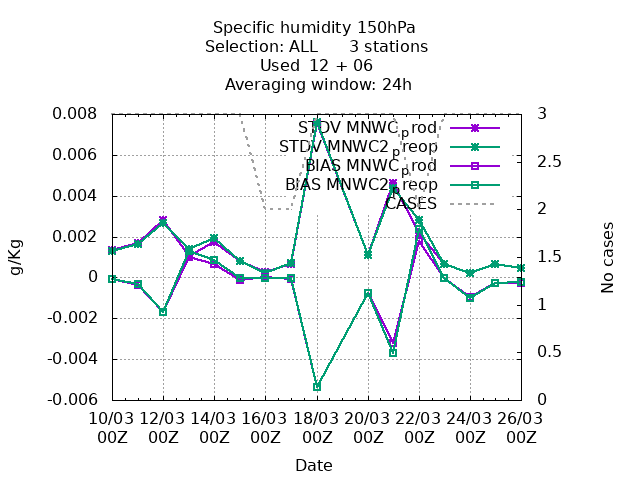 Specific humidity 150hPa
Selection: ALL      3 stations
Used  12 + 06
Averaging window: 24h
0.008
0.006
0.004
0.002
0
-0.002
-0.004
-0.006
g/Kg
STDV MNWC_prod
STDV MNWC2_preop
BIAS MNWC_prod
BIAS MNWC2_preop
CASES
3
2.5
2
1.5
1
0.5
0
No cases
10/03 12/03 14/03 16/03 18/03 20/03 22/03 24/03 26/03
00Z 00Z 00Z 00Z 00Z 00Z 00Z 00Z 00Z
Date